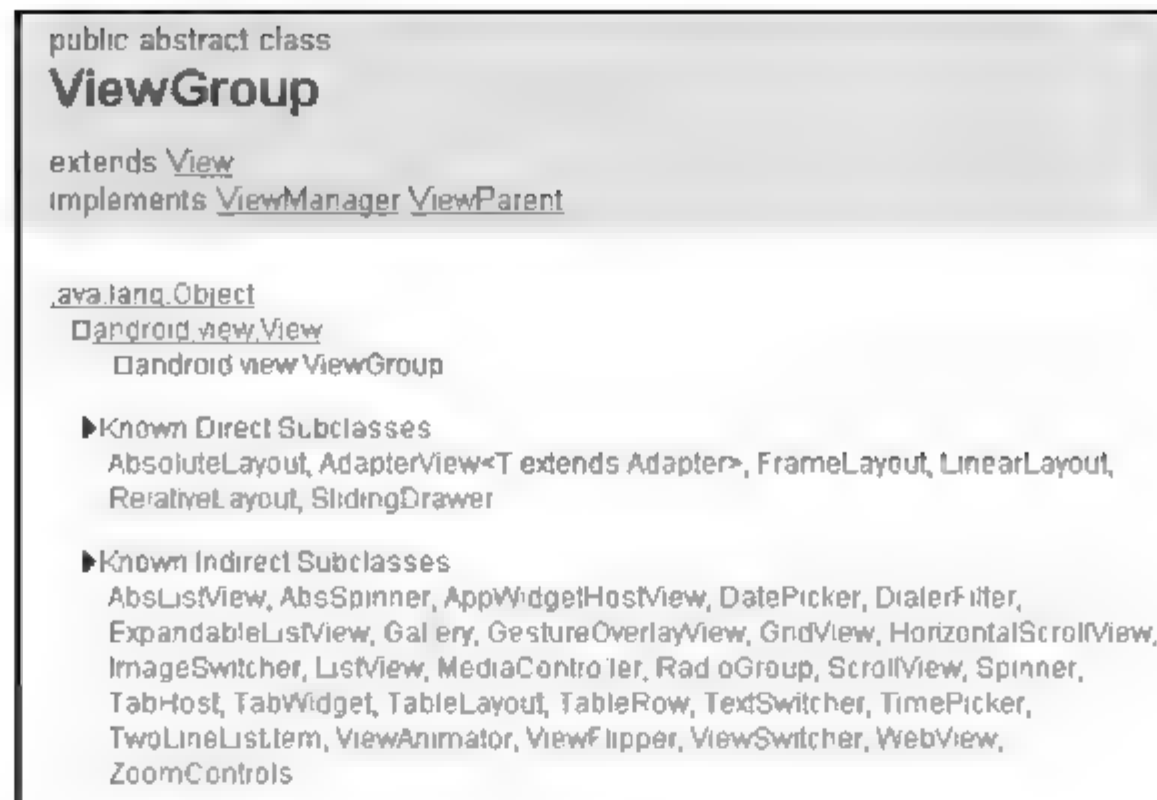 public abstract class
ViewGroup
extends View
implements ViewManager ViewParent
java.lang.Object
android.view.View
android.view.ViewGroup
Known Direct Subclasses
AbsoluteLayout, AdapterView<T extends Adapter>, FrameLayout, LinearLayout,
RelativeLayout, SlidingDrawer
Known Indirect Subclasses
AbsListView, AbsSpinner, AppWidgetHostView, DatePicker, DialerFilter,
ExpandableListView, Gallery, GestureOverlayView, GridView, HorizontalScrollView,
ImageSwitcher, ListView, MediaController, RadioGroup, ScrollView, Spinner,
TabHost, TabWidget, TableLayout, TableRow, TextSwitcher, TimePicker,
TwoLineListItem, ViewAnimator, ViewFlipper, ViewSwitcher, WebView,
ZoomControls